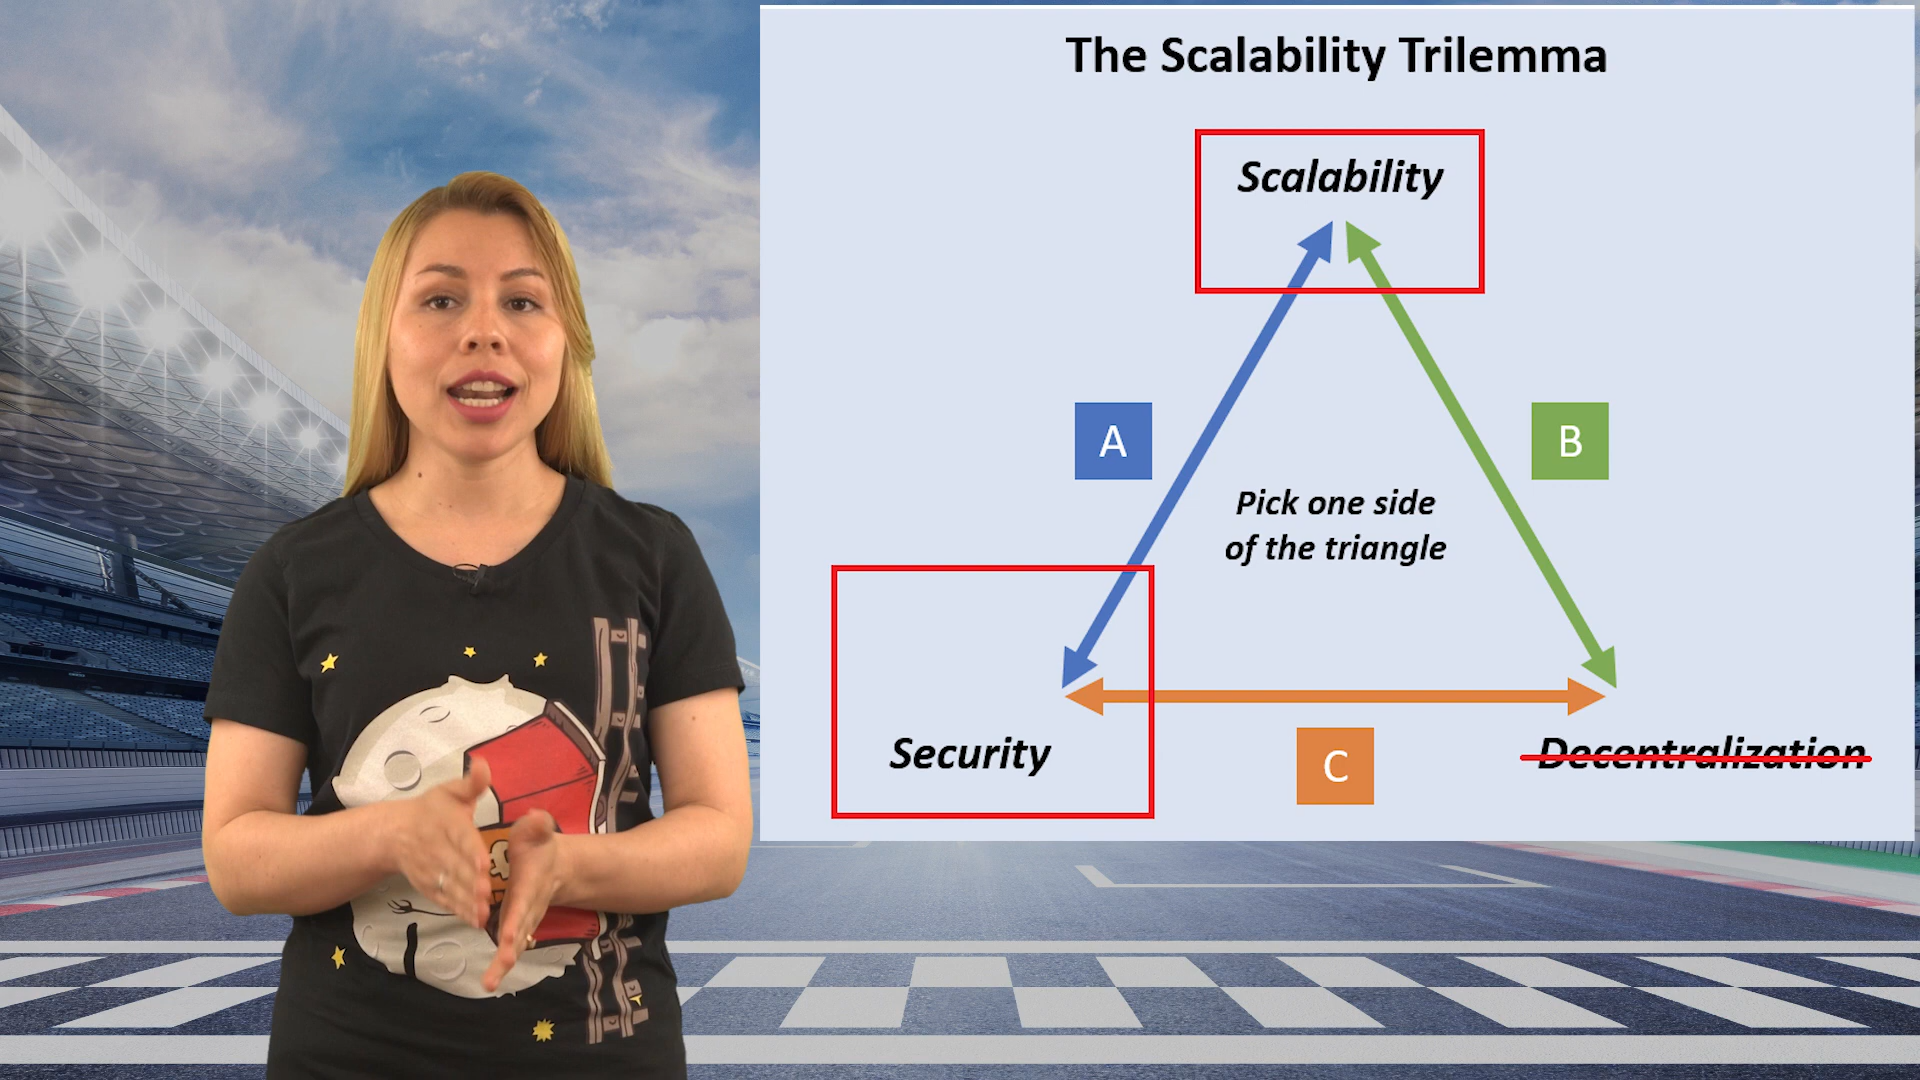 The Scalability Trilemma
Scalability
A
B
Pick one side
of the triangle
Security
Decentralization
C